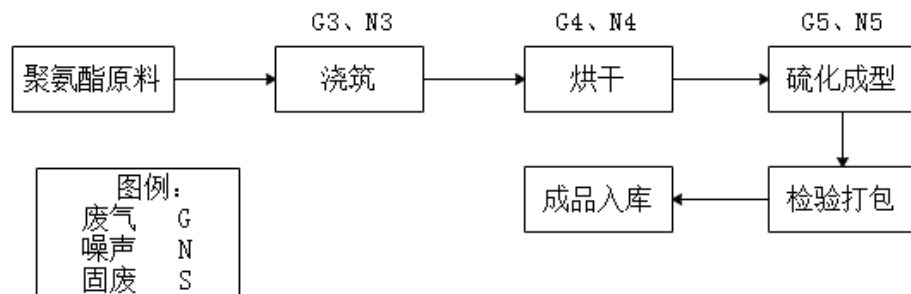 G3、N3
G4、N4
G5、N5
聚氨酯原料
浇筑
烘干
硫化成型
成品入库
检验打包
图例：
废气 G
噪声 N
固废 S